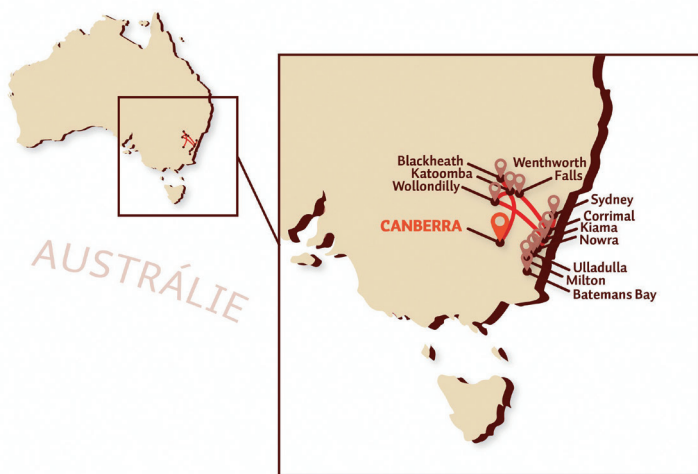 Blackheath
Katoomba
Wollondilly
Wenthworth
Falls
CANBERRA
Sydney
Corrimal
Kiama
Nowra
Ulladulla
Milton
Batemans Bay
AUSTRÁLIE